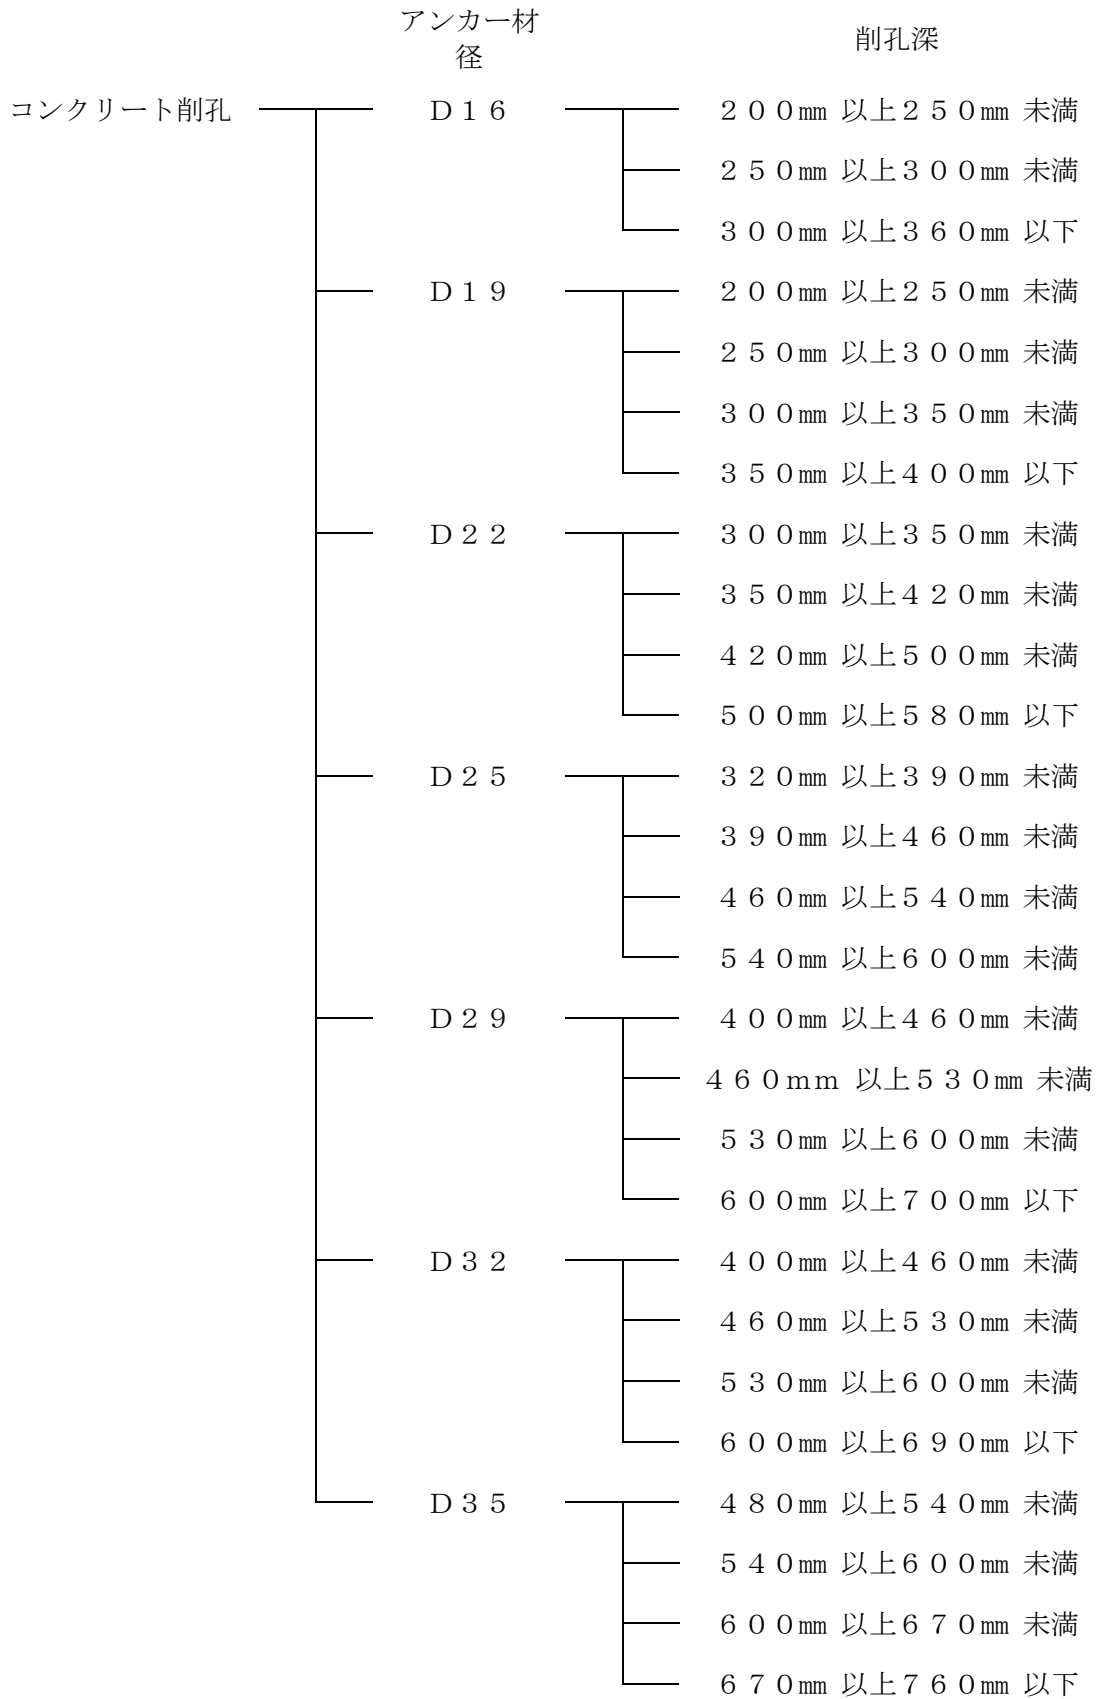 アンカー材
径
削孔深
コンクリート削孔 Ｄ１６ ２００㎜ 以上２５０㎜ 未満
２５０㎜ 以上３００㎜ 未満
３００㎜ 以上３６０㎜ 以下
Ｄ１９ ２００㎜ 以上２５０㎜ 未満
２５０㎜ 以上３００㎜ 未満
３００㎜ 以上３５０㎜ 未満
３５０㎜ 以上４００㎜ 以下
Ｄ２２ ３００㎜ 以上３５０㎜ 未満
３５０㎜ 以上４２０㎜ 未満
４２０㎜ 以上５００㎜ 未満
５００㎜ 以上５８０㎜ 以下
Ｄ２５ ３２０㎜ 以上３９０㎜ 未満
３９０㎜ 以上４６０㎜ 未満
４６０㎜ 以上５４０㎜ 未満
５４０㎜ 以上６００㎜ 未満
Ｄ２９ ４００㎜ 以上４６０㎜ 未満
４６０ｍｍ 以上５３０㎜ 未満
５３０㎜ 以上６００㎜ 未満
６００㎜ 以上７００㎜ 以下
Ｄ３２ ４００㎜ 以上４６０㎜ 未満
４６０㎜ 以上５３０㎜ 未満
５３０㎜ 以上６００㎜ 未満
６００㎜ 以上６９０㎜ 以下
Ｄ３５ ４８０㎜ 以上５４０㎜ 未満
５４０㎜ 以上６００㎜ 未満
６００㎜ 以上６７０㎜ 未満
６７０㎜ 以上７６０㎜ 以下